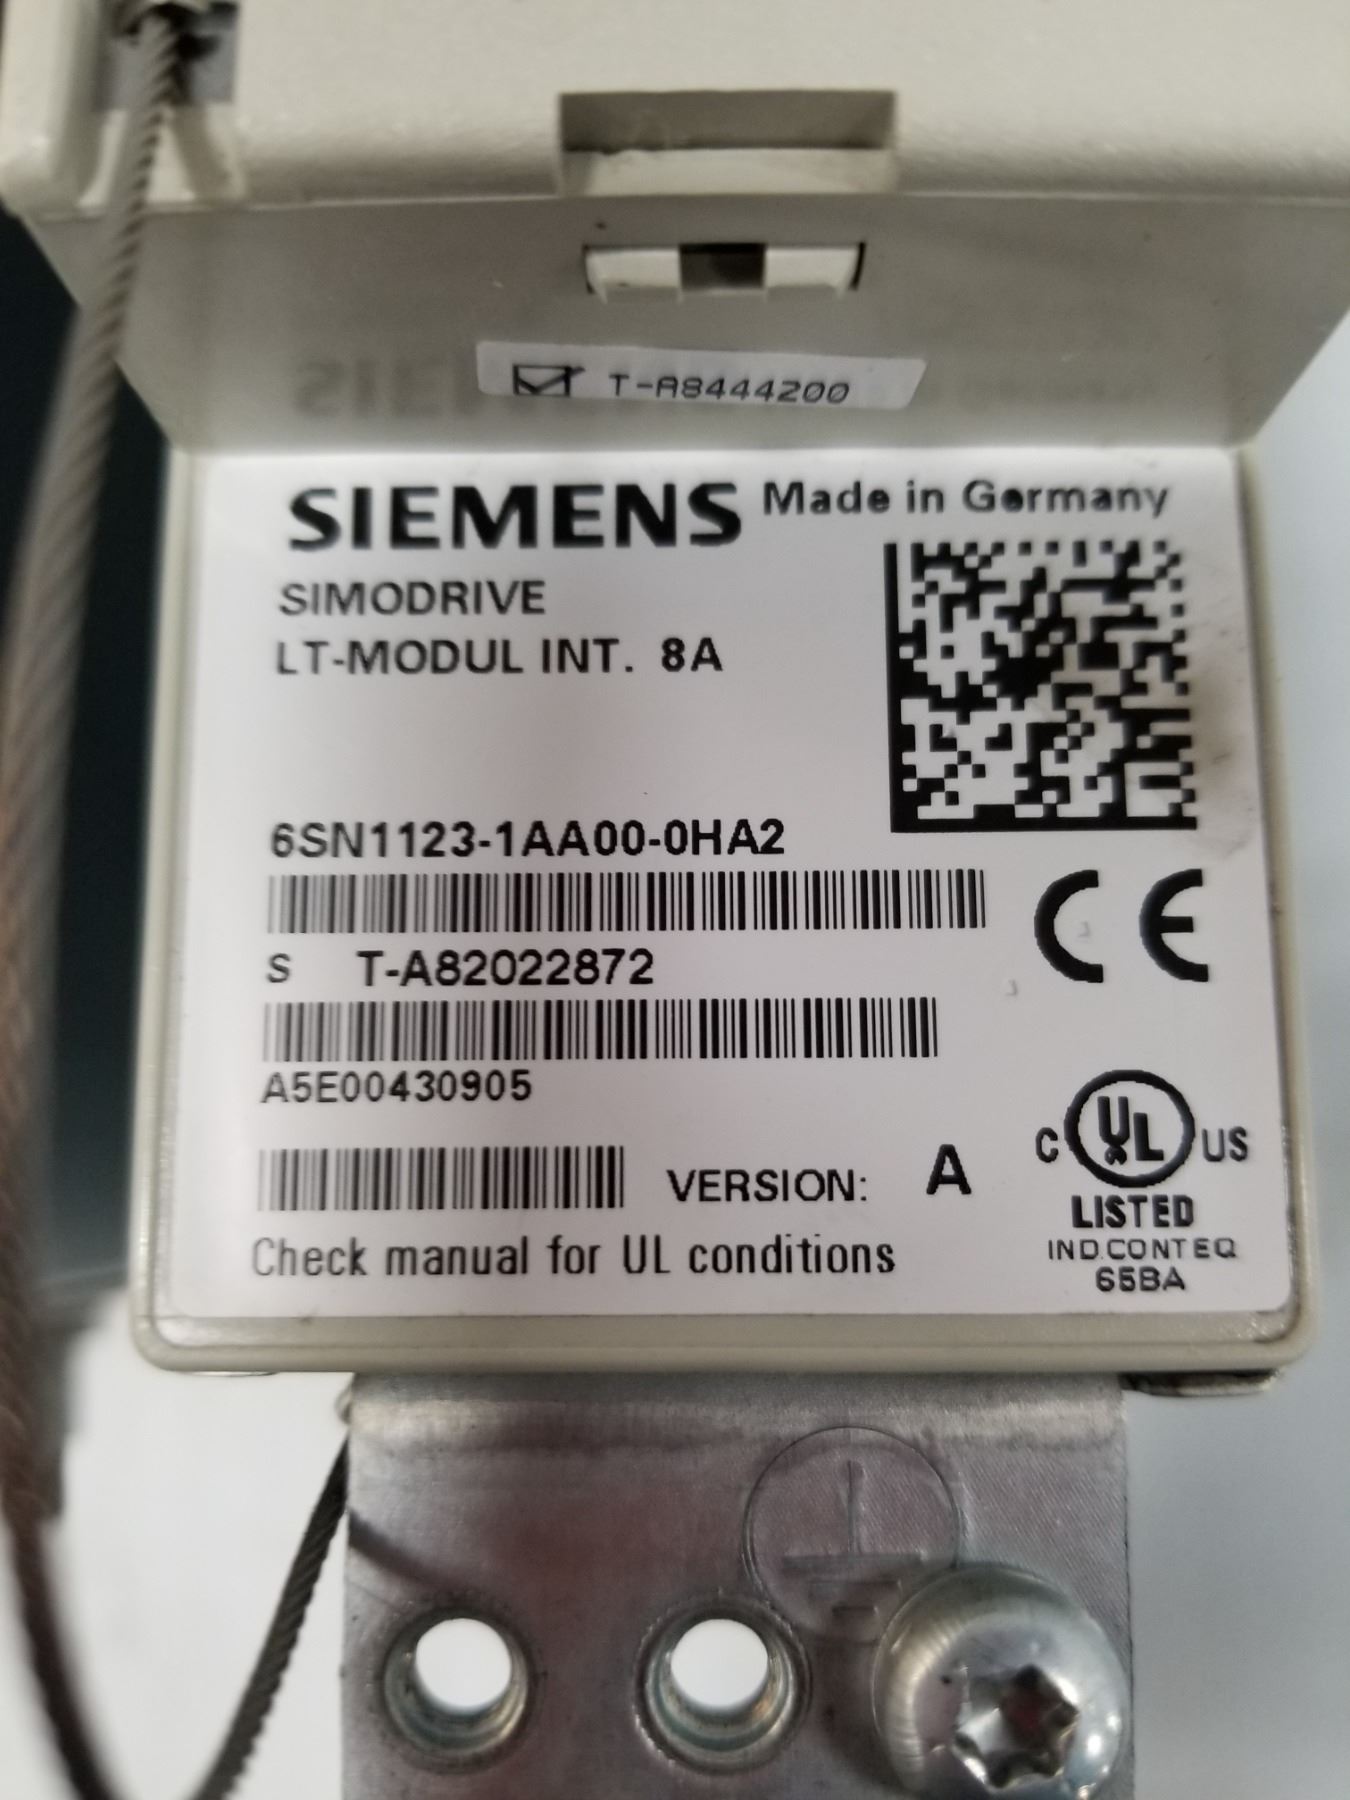 T-A8444200
SIEMENS Made in Germany
SIMODRIVE
LT-MODUL INT. 8A
6SN1123-1AA00-0HA2
S T-A82022872
A5E00430905
VERSION: A
Check manual for UL conditions
C UL US
LISTED
IND.CONT.EQ
65BA
CE